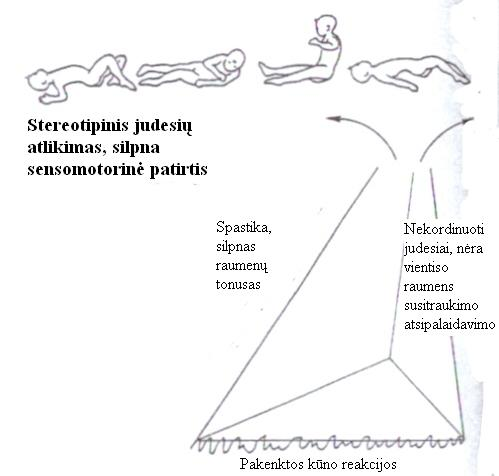 Stereotipinis judesių
atlikimas, silpna
sensomotorinė patirtis
Spastika,
silpnas
raumenų
tonusas
Nekordinuoti
judesiai, nėra
vientiso
raumens
susitraukimo
atsipalaidavimo
Pakenktos kūno reakcijos